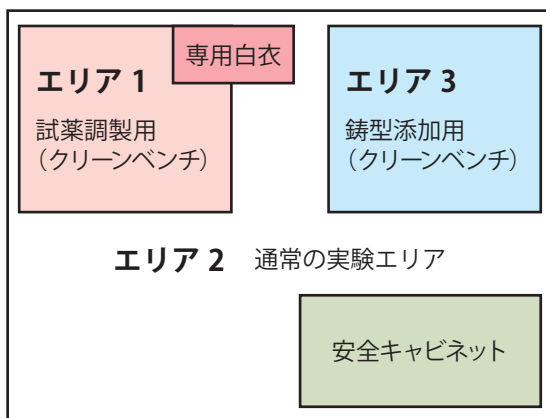 専用白衣
エリア 1
試薬調製用
（クリーンベンチ）
エリア 3
鋳型添加用
（クリーンベンチ）
エリア 2 通常の実験エリア
安全キャビネット